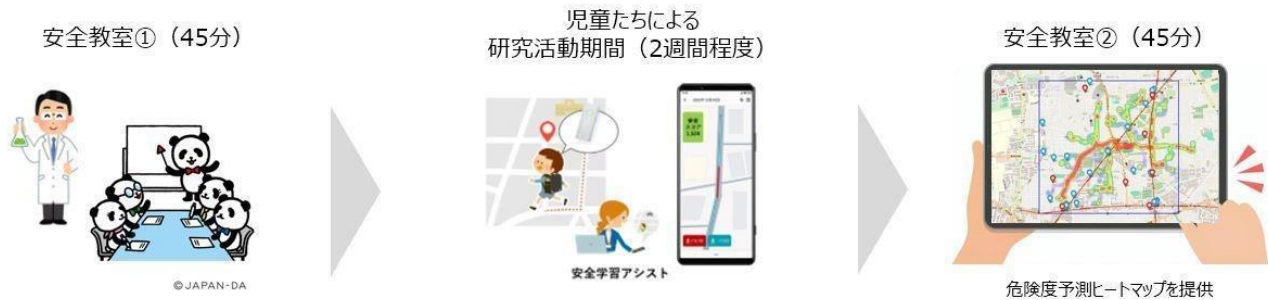 安全教室①（45分）
児童たちによる
研究活動期間（2週間程度）
安全教室②（45分）
©JAPAN-DA
安全学習アシスト
危険度予測ヒートマップを提供